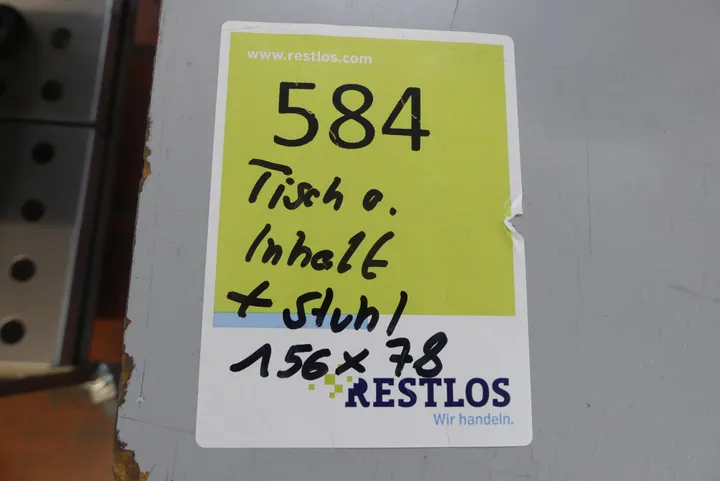 www.restlos.com
584
Tisch o.
Inhalt
+ Stuhl
156 x 78
RESTLOS
Wir handeln.